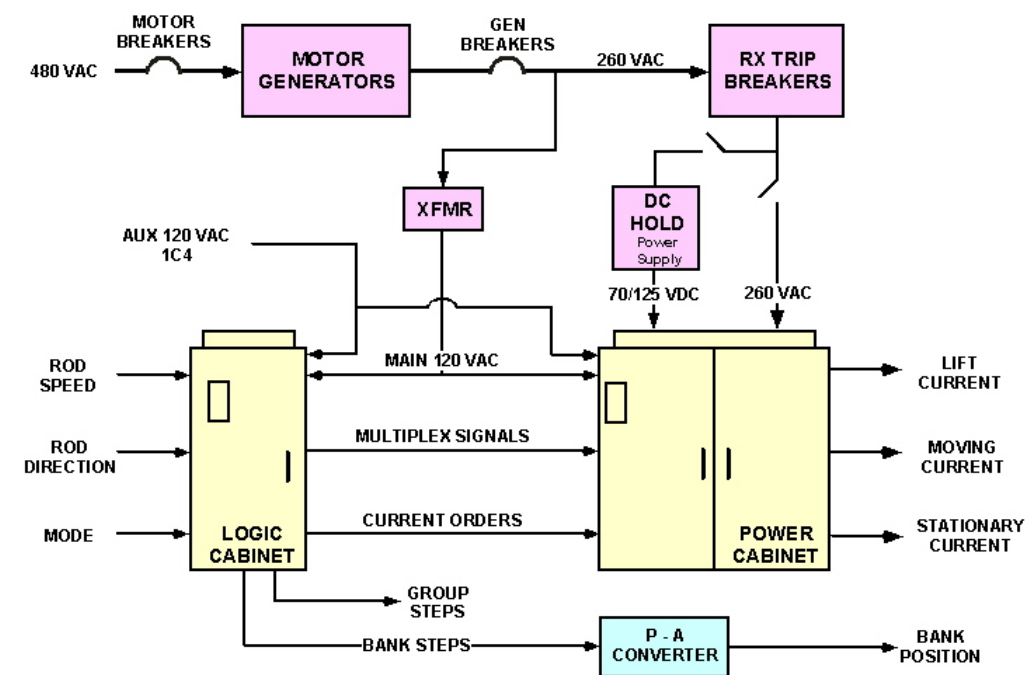 MOTOR
BREAKERS
480 VAC
MOTOR
GENERATORS
GEN
BREAKERS
260 VAC
RX TRIP
BREAKERS
XFMR
DC
HOLD
Power
Supply
AUX 120 VAC
1C4
70/125 VDC
260 VAC
ROD
SPEED
MAIN 120 VAC
LIFT
CURRENT
ROD
DIRECTION
MULTIPLEX SIGNALS
MOVING
CURRENT
MODE
LOGIC
CABINET
CURRENT ORDERS
POWER
CABINET
STATIONARY
CURRENT
GROUP
STEPS
BANK STEPS
P - A
CONVERTER
BANK
POSITION